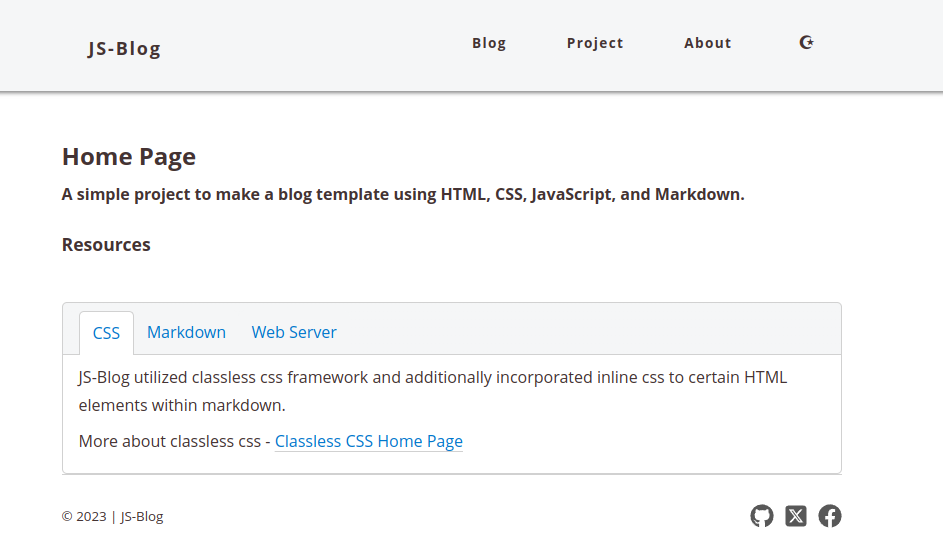 JS-Blog
Blog Project About
Home Page
A simple project to make a blog template using HTML, CSS, JavaScript, and Markdown.
Resources
CSS Markdown Web Server
JS-Blog utilized classless css framework and additionally incorporated inline css to certain HTML
elements within markdown.
More about classless css - Classless CSS Home Page
© 2023 | JS-Blog